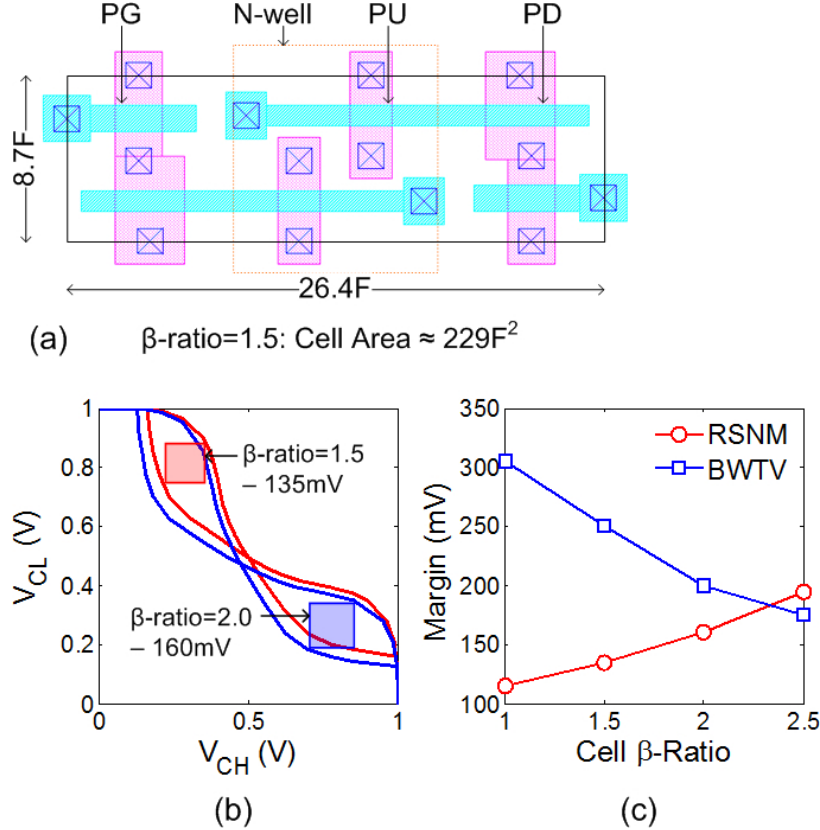 PG N-well PU PD
8.7F
26.4F
(a) β-ratio=1.5: Cell Area ≈ 229F²
1
0.8
0.6
0.4
0.2
0
0 0.5 1
V_CL (V)
V_CH (V)
β-ratio=1.5
– 135mV
β-ratio=2.0
– 160mV
(b)
350
300
250
200
150
100
1 1.5 2 2.5
Margin (mV)
Cell β-Ratio
RSNM
BWTV
(c)